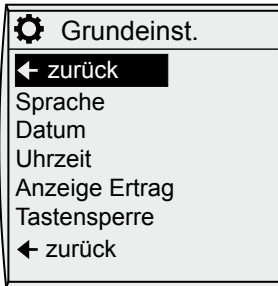 Grundeinst.
← zurück
Sprache
Datum
Uhrzeit
Anzeige Ertrag
Tastensperre
← zurück